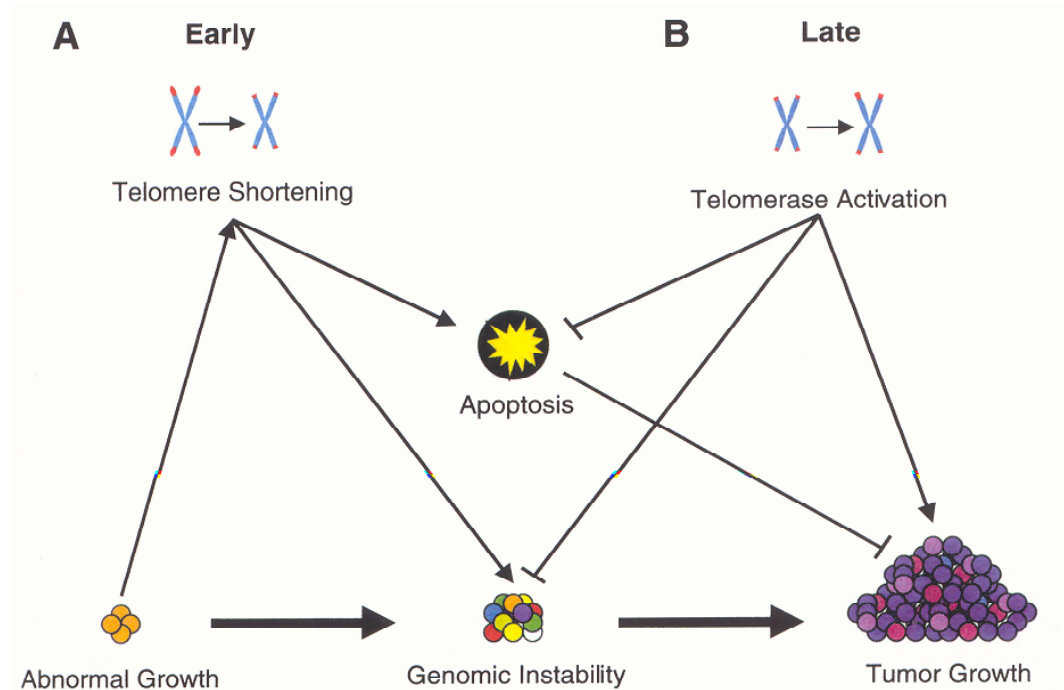 A Early
B Late
Telomere Shortening
Telomerase Activation
Apoptosis
Abnormal Growth
Genomic Instability
Tumor Growth